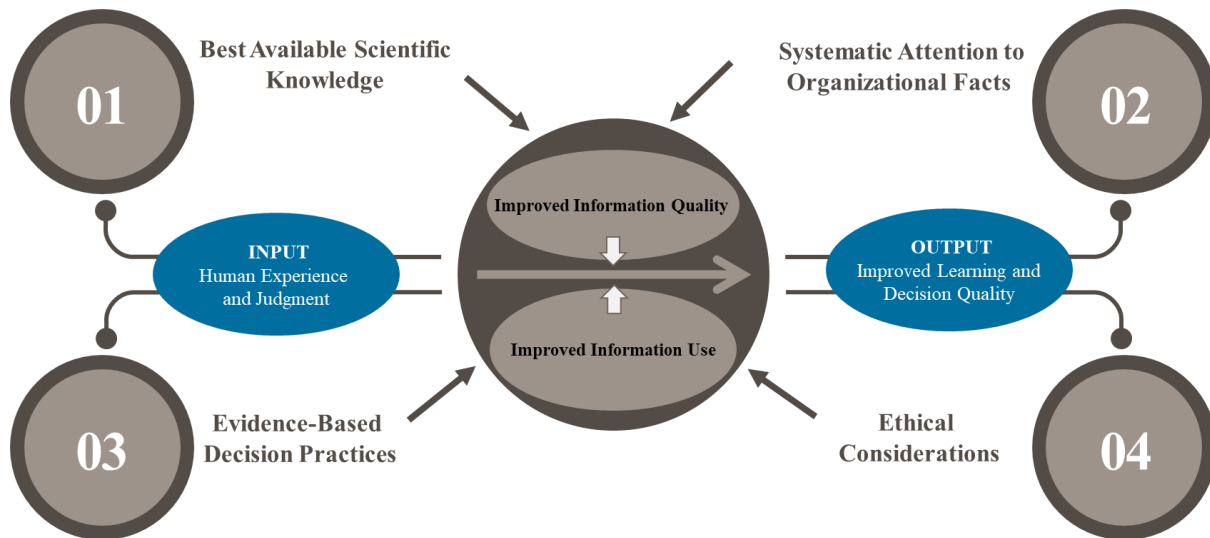 01
Best Available Scientific
Knowledge
Systematic Attention to
Organizational Facts
02
Improved Information Quality
INPUT
Human Experience
and Judgment
OUTPUT
Improved Learning and
Decision Quality
Improved Information Use
03
Evidence-Based
Decision Practices
Ethical
Considerations
04